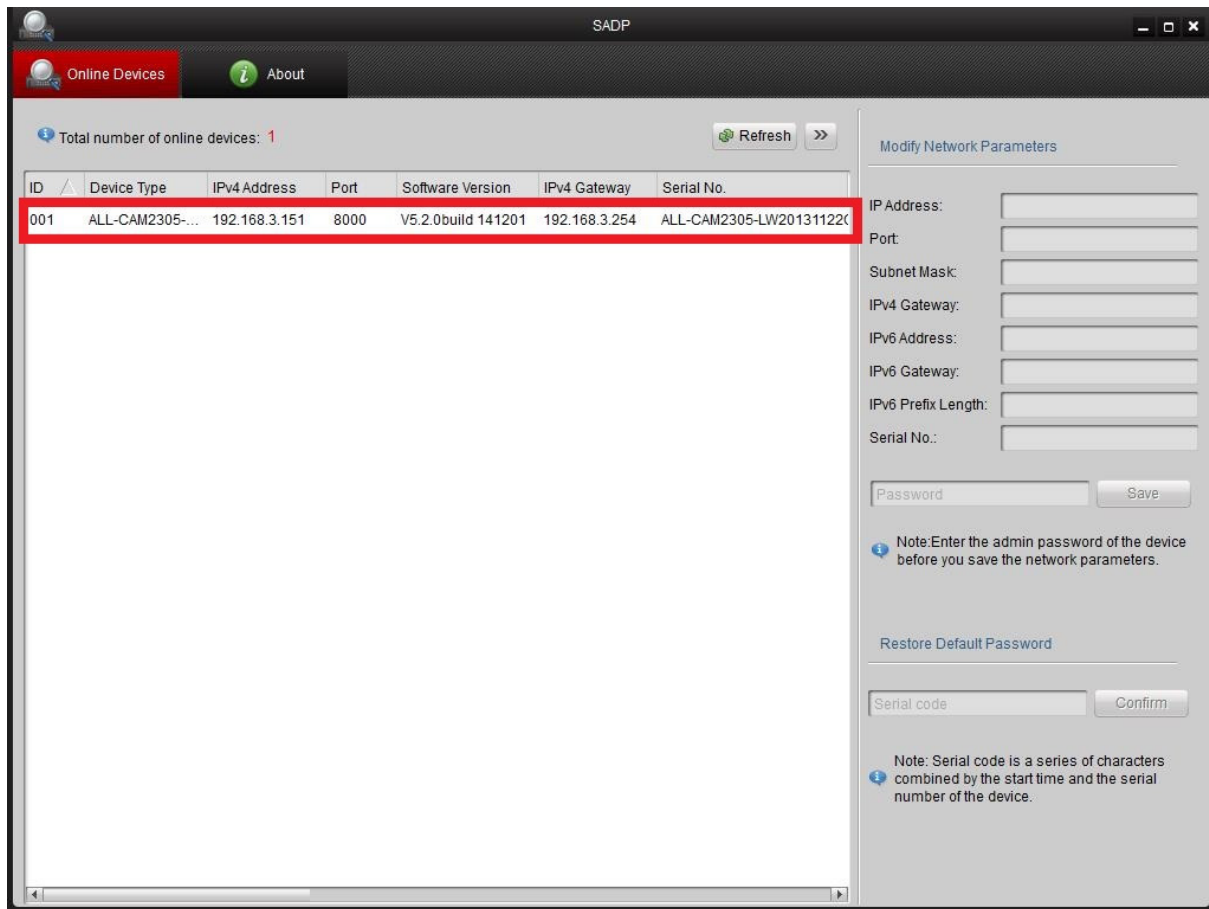 SADP
Online Devices About
Total number of online devices: 1
Refresh >>
ID Device Type IPv4 Address Port Software Version IPv4 Gateway Serial No.
001 ALL-CAM2305-... 192.168.3.151 8000 V5.2.0build 141201 192.168.3.254 ALL-CAM2305-LW20131122(
Modify Network Parameters
IP Address:
Port:
Subnet Mask:
IPv4 Gateway:
IPv6 Address:
IPv6 Gateway:
IPv6 Prefix Length:
Serial No.:
Password Save
Note:Enter the admin password of the device
before you save the network parameters.
Restore Default Password
Serial code Confirm
Note: Serial code is a series of characters
combined by the start time and the serial
number of the device.